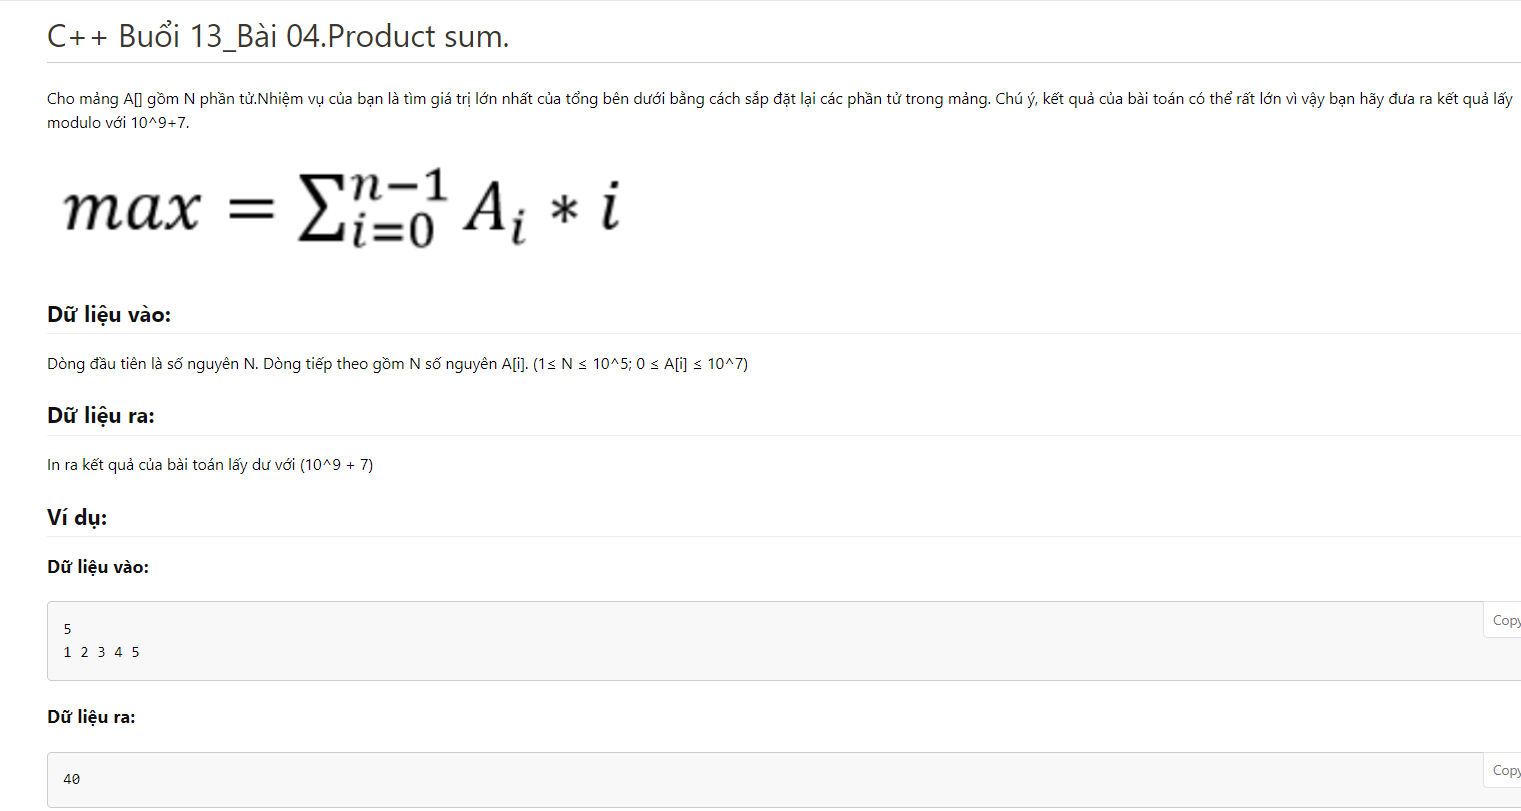 C++ Buổi 13_Bài 04.Product sum.
Cho mảng A[] gồm N phần tử.Nhiệm vụ của bạn là tìm giá trị lớn nhất của tổng bên dưới bằng cách sắp đặt lại các phần tử trong mảng. Chú ý, kết quả của bài toán có thể rất lớn vì vậy bạn hãy đưa ra kết quả lấy
modulo với 10^9+7.
max = ∑_{i=0}^{n−1} A_i * i
Dữ liệu vào:
Dòng đầu tiên là số nguyên N. Dòng tiếp theo gồm N số nguyên A[i]. (1≤ N ≤ 10^5; 0 ≤ A[i] ≤ 10^7)
Dữ liệu ra:
In ra kết quả của bài toán lấy dư với (10^9 + 7)
Ví dụ:
Dữ liệu vào:
Copy
5
1 2 3 4 5
Dữ liệu ra:
Copy
40